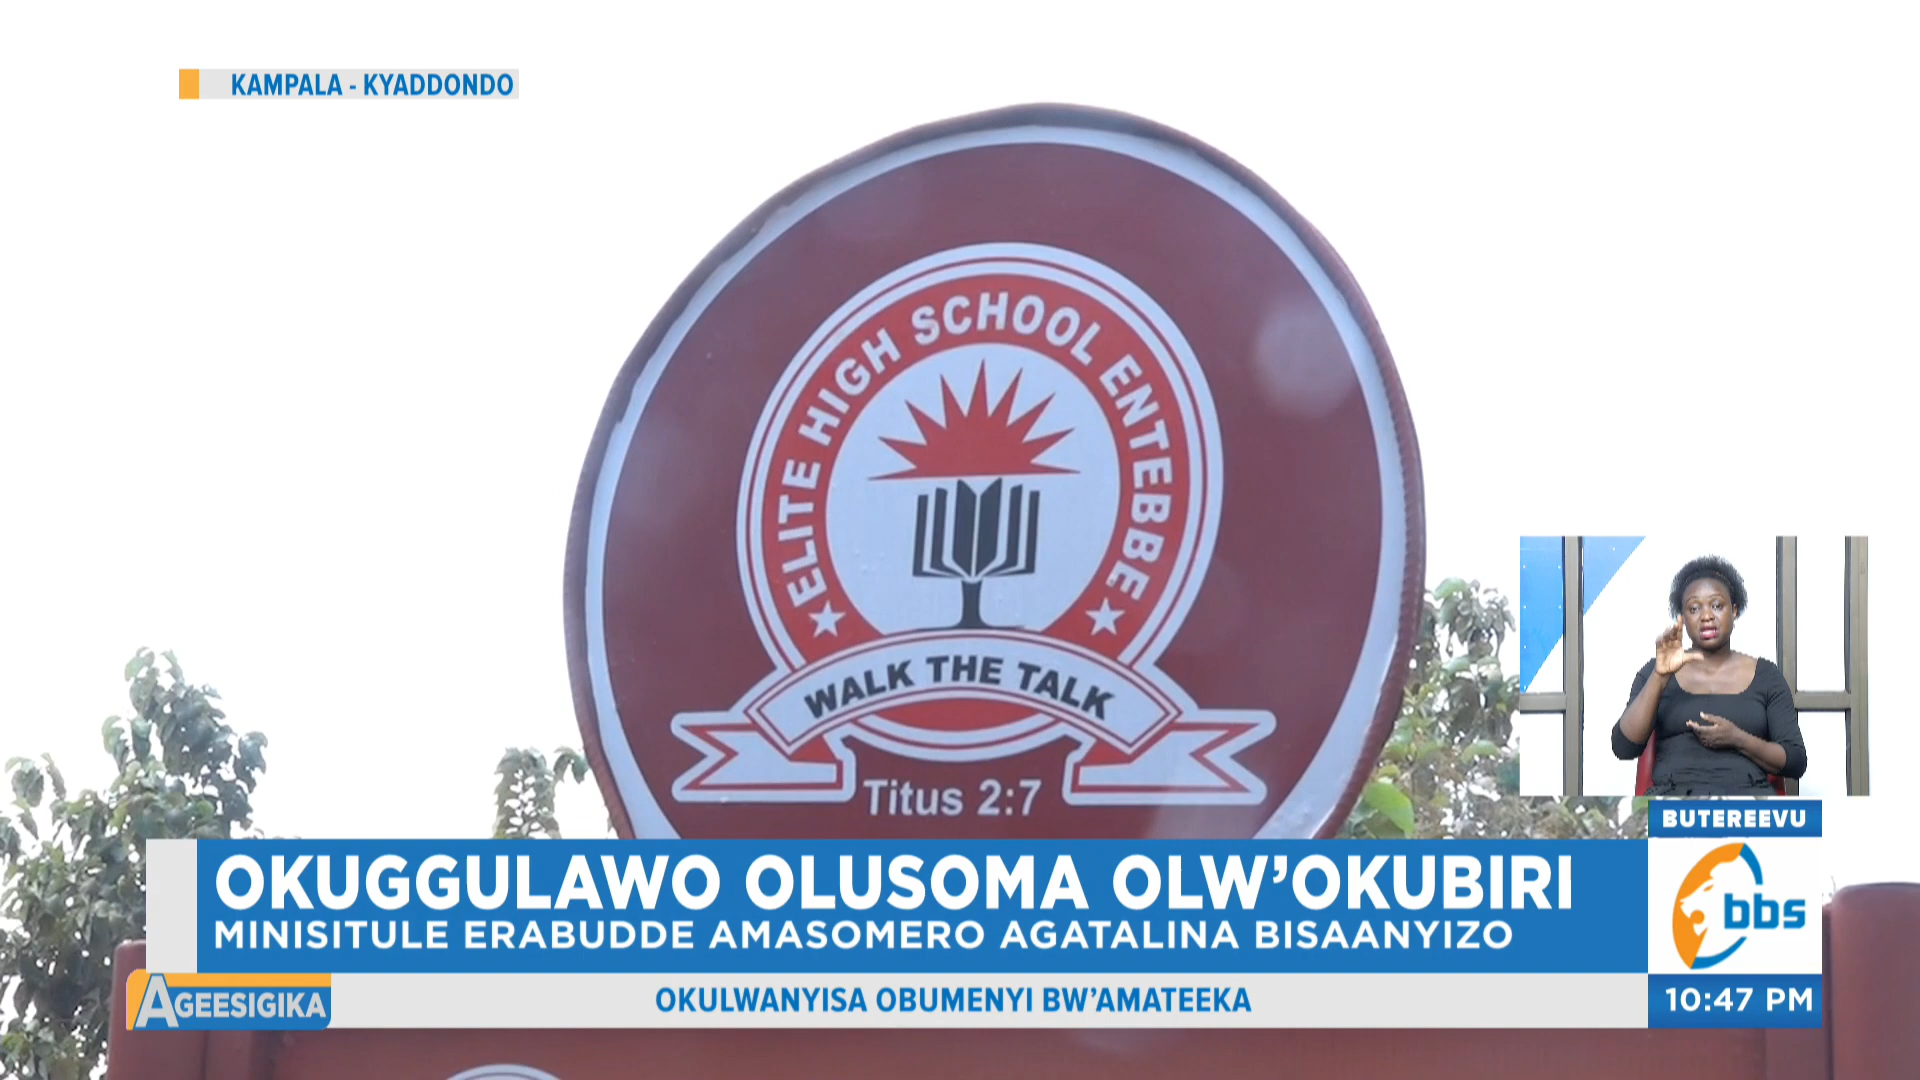 KAMPALA - KYADDONDO
ELITE HIGH SCHOOL ENTEBBE
WALK THE TALK
Titus 2:7
BUTEREEVU
OKUGGULAWO OLUSOMA OLW’OKUBIRI
MINISITULE ERABUDDE AMASOMERO AGATALINA BISAANYIZO
bbs
AGEESIGIKA
OKULWANYISA OBUMENYI BW’AMATEEKA
10:47 PM